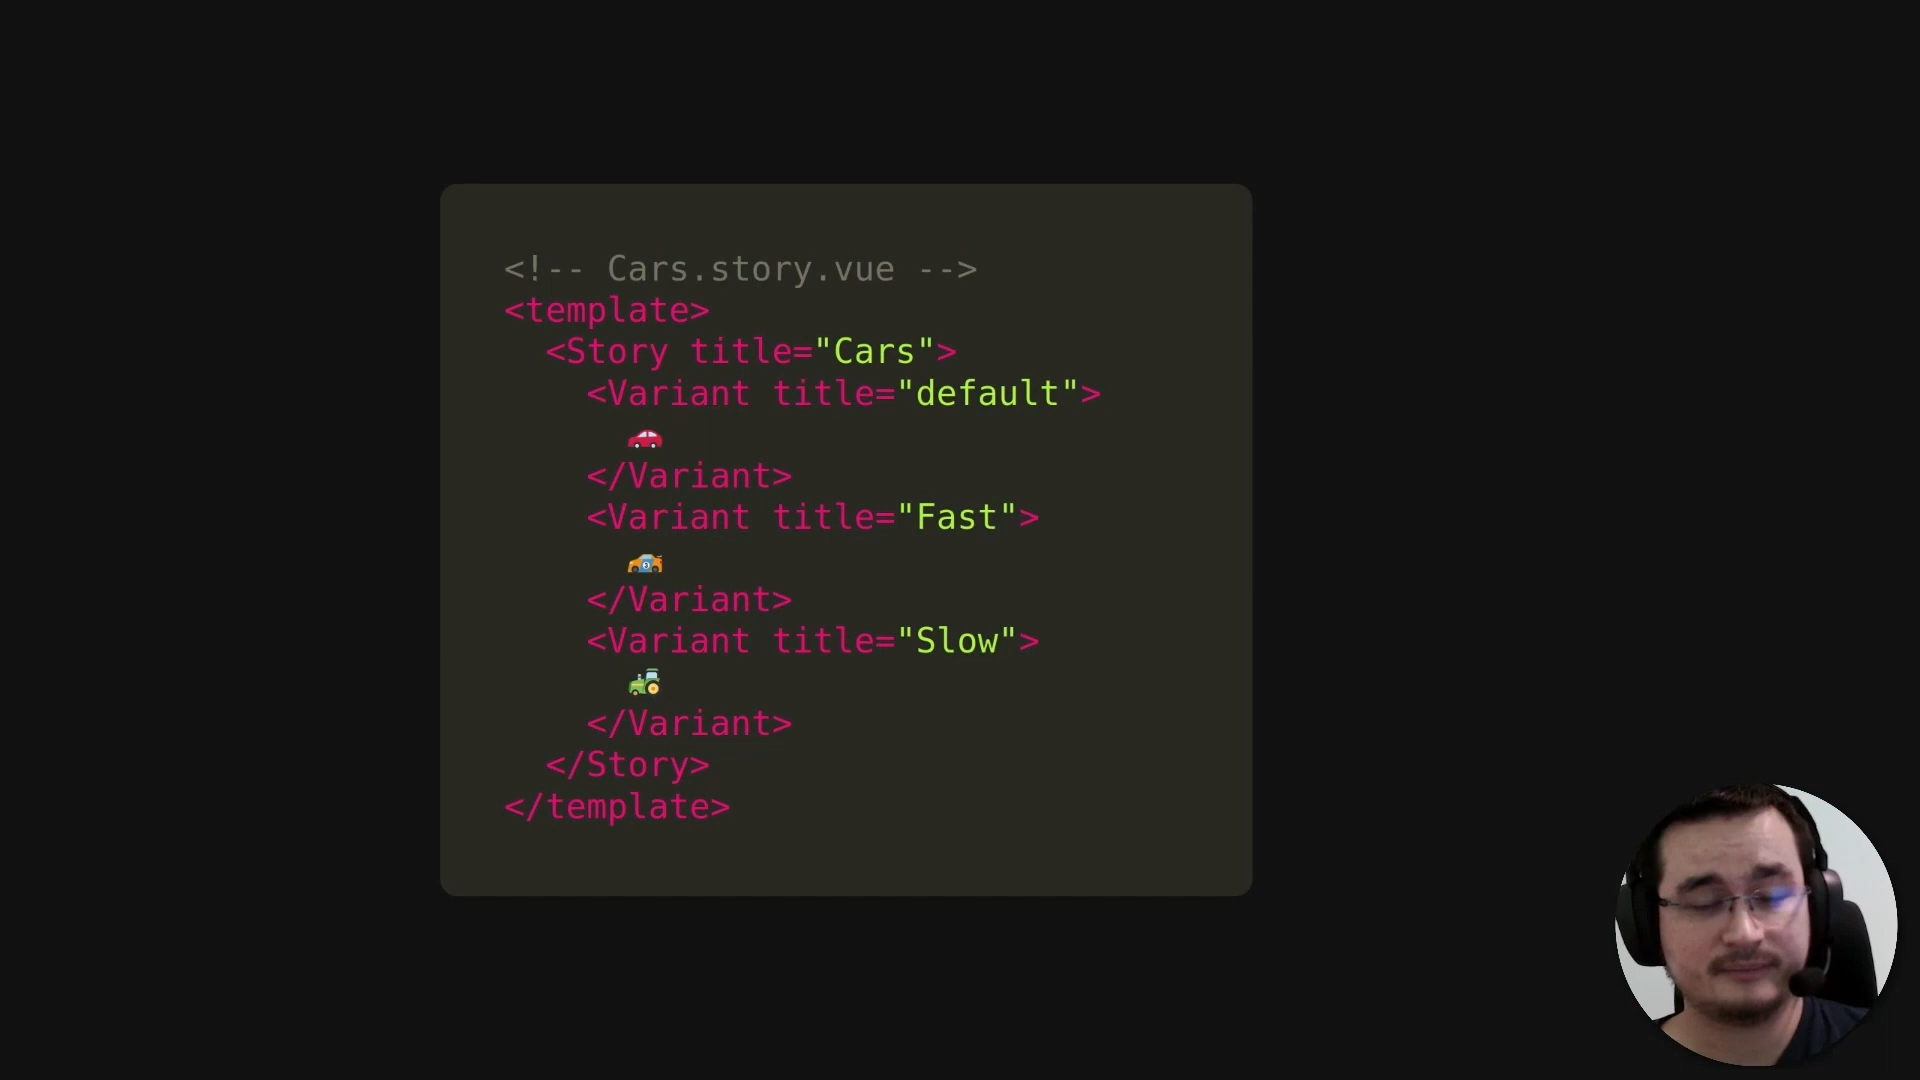 <!-- Cars.story.vue -->
<template>
  <Story title="Cars">
    <Variant title="default">
      🚗
    </Variant>
    <Variant title="Fast">
      🏎️
    </Variant>
    <Variant title="Slow">
      🚜
    </Variant>
  </Story>
</template>